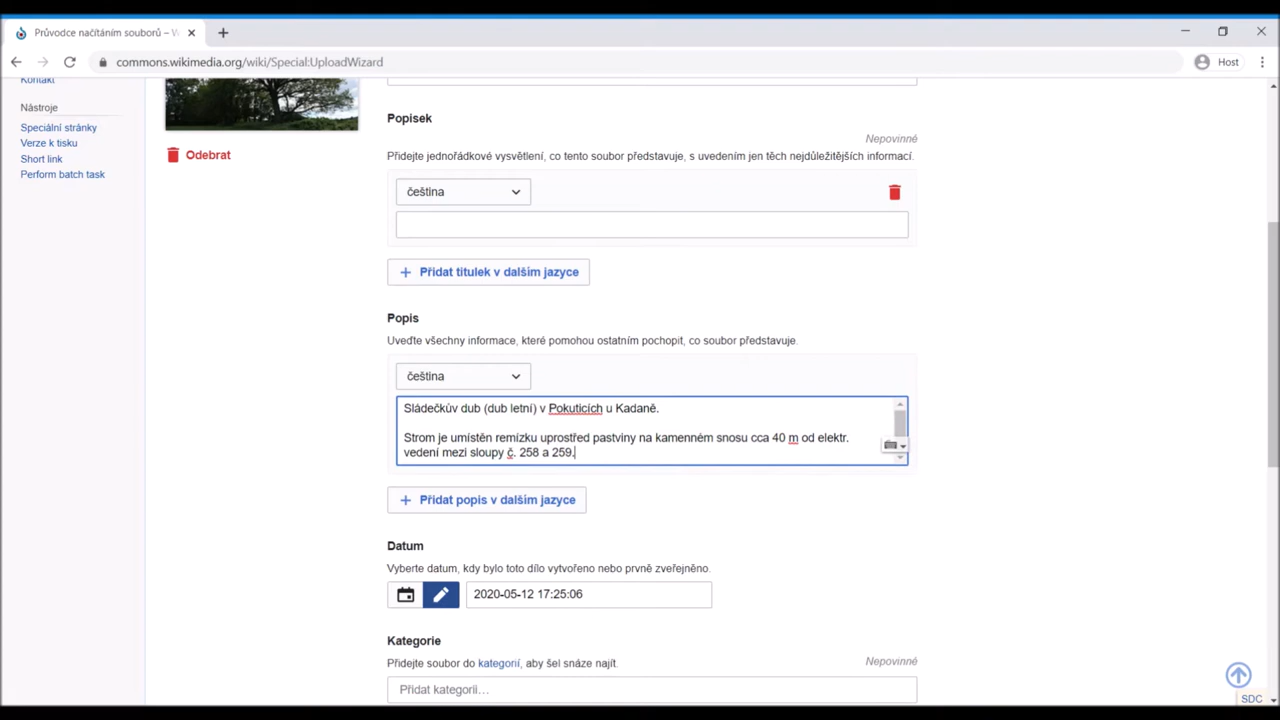 Průvodce načítáním souborů – W
commons.wikimedia.org/wiki/Special:UploadWizard
Host
Kontakt
Nástroje
Speciální stránky
Verze k tisku
Short link
Perform batch task
Odebrat
Popisek
Nepovinné
Přidejte jednořádkové vysvětlení, co tento soubor představuje, s uvedením jen těch nejdůležitějších informací.
čeština
Přidat titulek v dalším jazyce
Popis
Uveďte všechny informace, které pomohou ostatním pochopit, co soubor představuje.
čeština
Sládečkův dub (dub letní) v Pokuticích u Kadaně.
Strom je umístěn remízku uprostřed pastviny na kamenném snosu cca 40 m od elektr.
vedení mezi sloupy č. 258 a 259.
Přidat popis v dalším jazyce
Datum
Vyberte datum, kdy bylo toto dílo vytvořeno nebo prvně zveřejněno.
2020-05-12 17:25:06
Kategorie
Přidejte soubor do kategorií, aby šel snáze najít.
Nepovinné
Přidat kategorii…
SDC